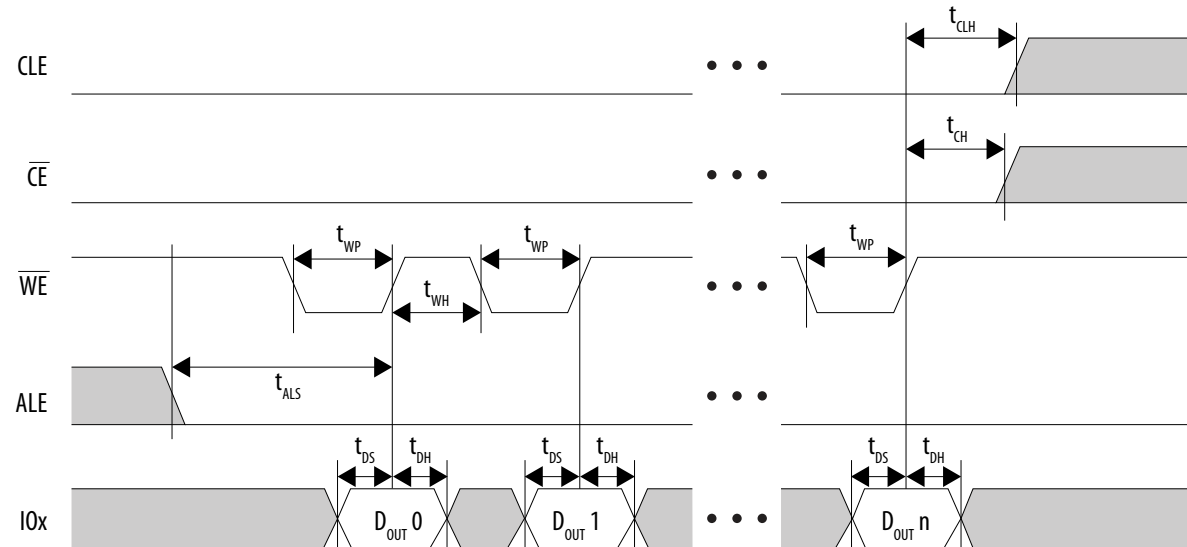 tCLH
CLE
tCH
CE
tWP tWP tWP
WE
tWH
tALS
ALE
tDS tDH tDS tDH tDS tDH
IOx DOUT 0 DOUT 1 DOUT n